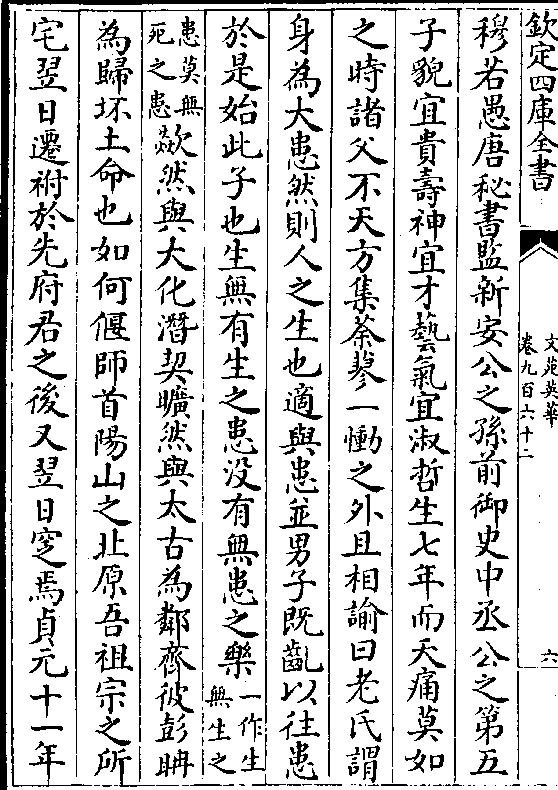 欽定四庫全書
文苑英華
卷九百六十二
六
穆若愚唐秘書監新安公之孫前御史中丞公之第五
子貌宜貴壽神宜才藝氣宜淑哲生七年而夭痛莫如
之時諸父不天方集荼蓼一慟之外且相諭曰老氏謂
身為大患然則人之生也適與患並男子既齔以往患
於是始此子也生無有生之患没有無患之樂一作生無生之
患莫無死之患欻然與大化潛契曠然與太古為鄰齊彼彭聃
為歸坏土命也如何偃師首陽山之北原吾祖宗之所
宅翌日遷祔於先府君之後又翌日窆焉貞元十一年